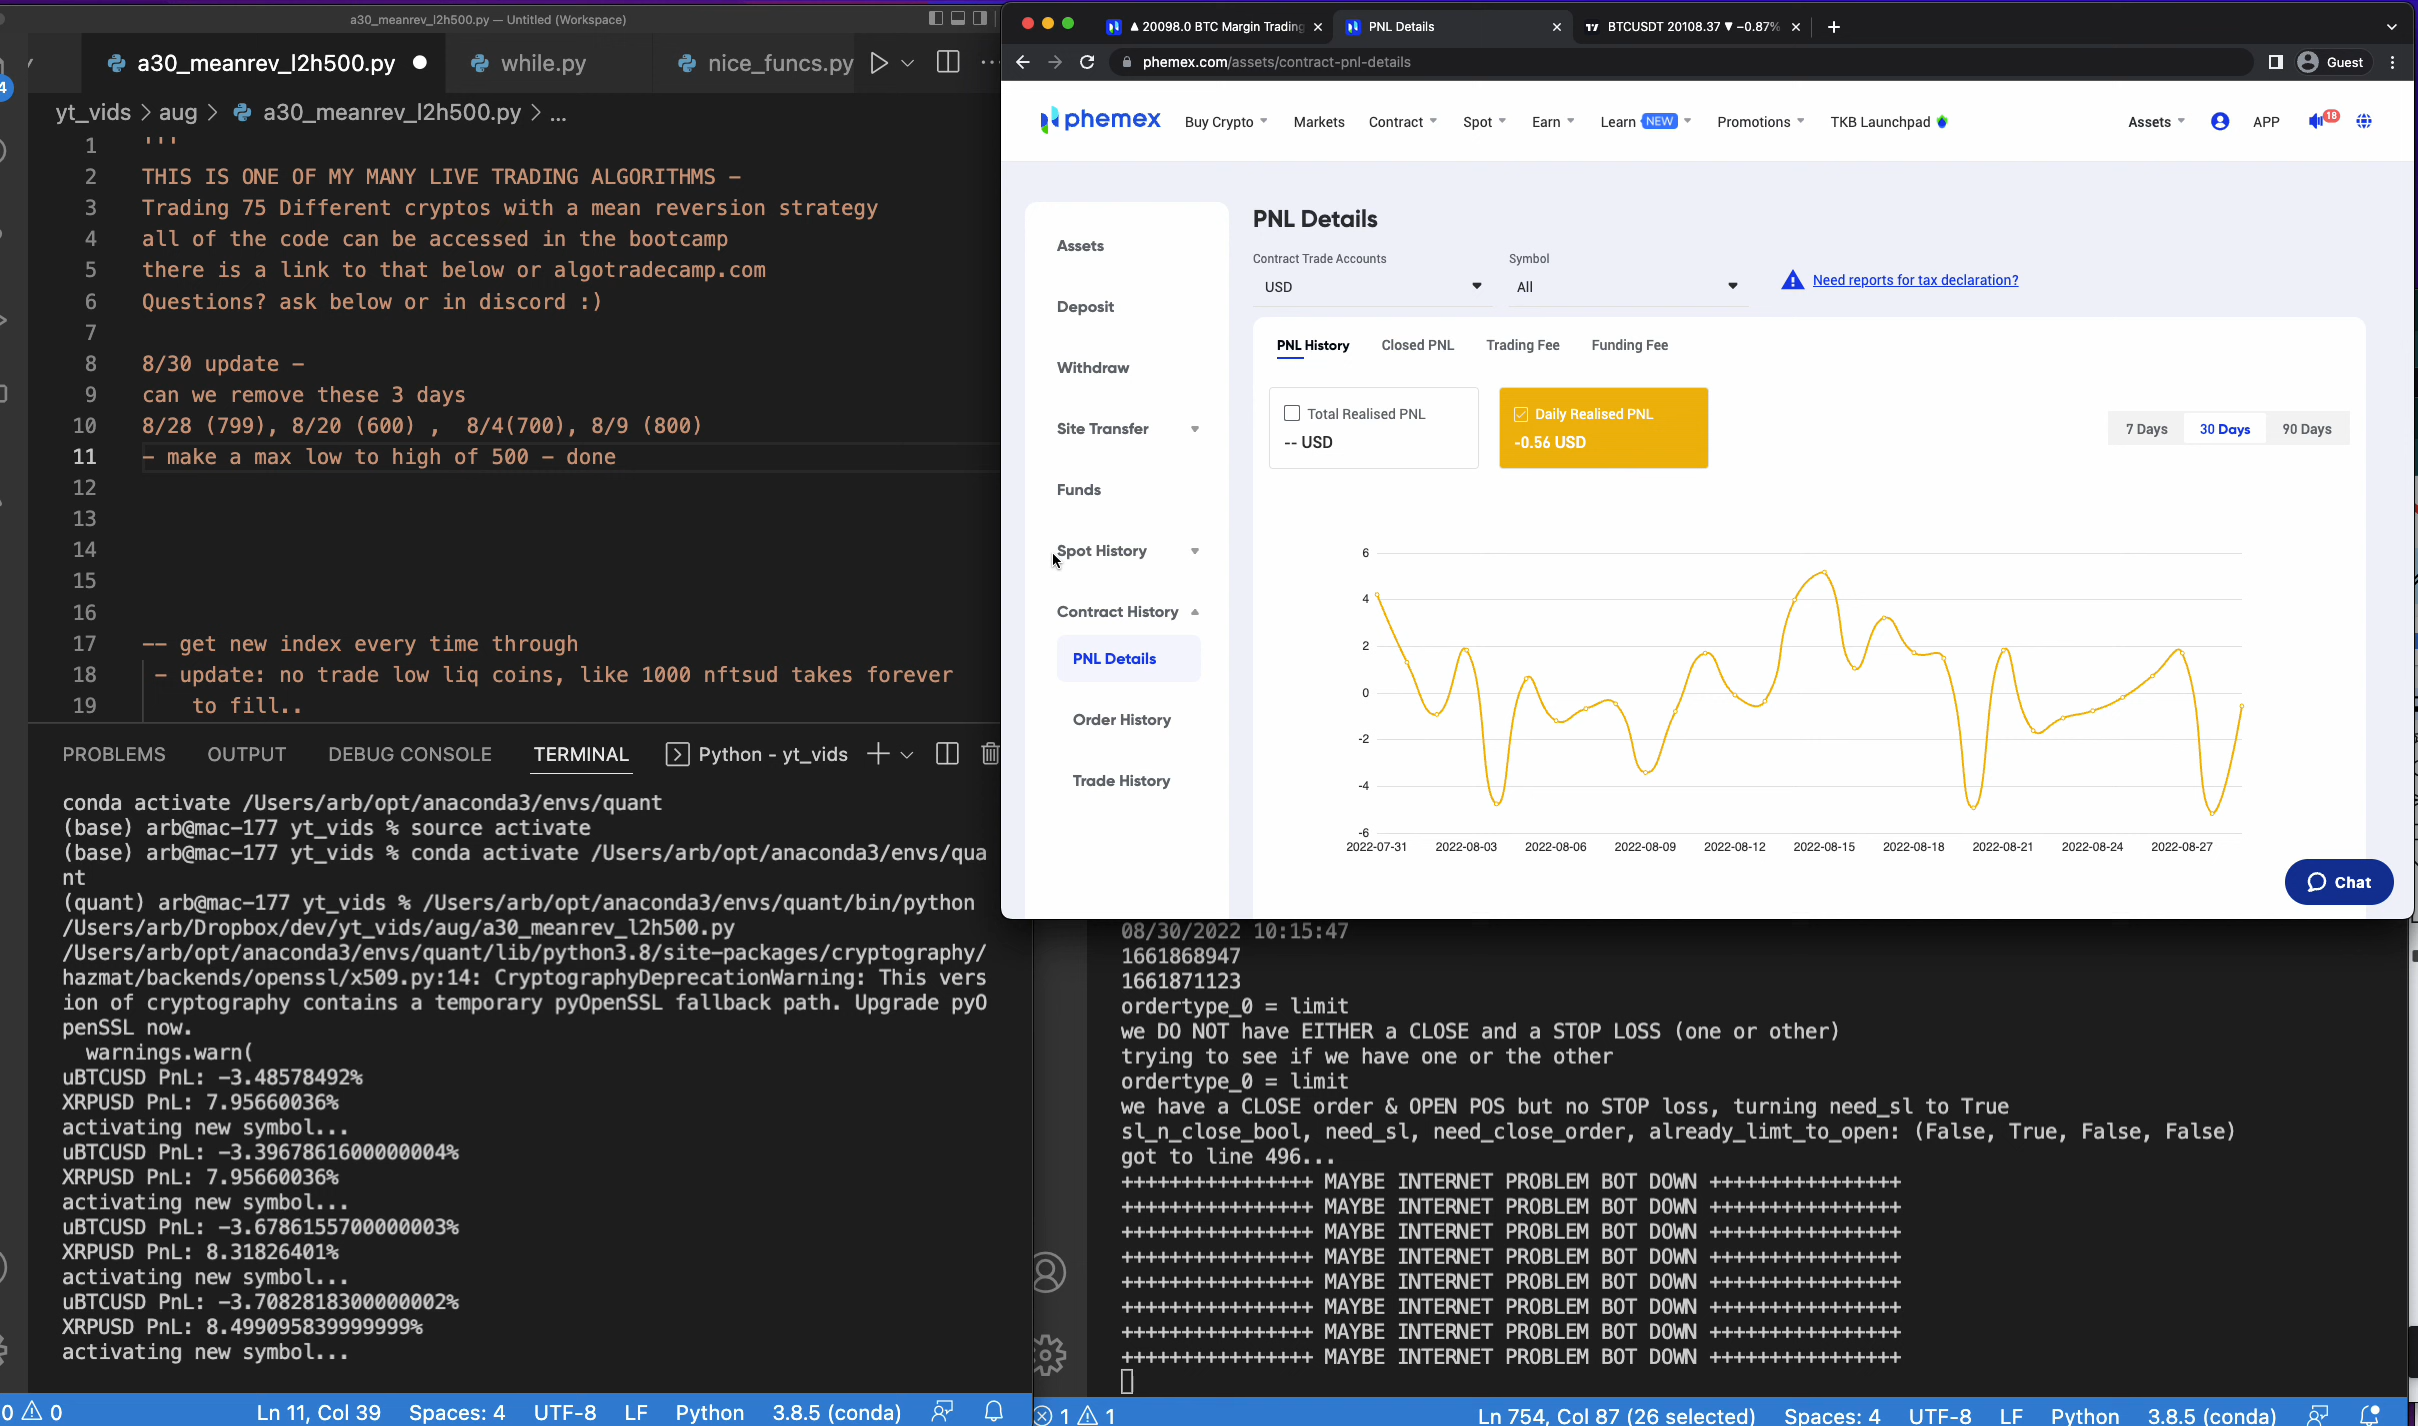 a30_meanrev_l2h500.py — Untitled (Workspace)
a30_meanrev_l2h500.py
while.py
nice_funcs.py
yt_vids > aug > a30_meanrev_l2h500.py > ...
1 '''
2 THIS IS ONE OF MY MANY LIVE TRADING ALGORITHMS –
3 Trading 75 Different cryptos with a mean reversion strategy
4 all of the code can be accessed in the bootcamp
5 there is a link to that below or algotradecamp.com
6 Questions? ask below or in discord :)
7
8 8/30 update –
9 can we remove these 3 days
10 8/28 (799), 8/20 (600) ,  8/4(700), 8/9 (800)
11 – make a max low to high of 500 – done
12
13
14
15
16
17 –– get new index every time through
18 – update: no trade low liq coins, like 1000 nftsud takes forever
19 to fill..
PROBLEMS OUTPUT DEBUG CONSOLE TERMINAL Python - yt_vids
conda activate /Users/arb/opt/anaconda3/envs/quant
(base) arb@mac-177 yt_vids % source activate
(base) arb@mac-177 yt_vids % conda activate /Users/arb/opt/anaconda3/envs/qua
nt
(quant) arb@mac-177 yt_vids % /Users/arb/opt/anaconda3/envs/quant/bin/python
/Users/arb/Dropbox/dev/yt_vids/aug/a30_meanrev_l2h500.py
/Users/arb/opt/anaconda3/envs/quant/lib/python3.8/site-packages/cryptography/
hazmat/backends/openssl/x509.py:14: CryptographyDeprecationWarning: This vers
ion of cryptography contains a temporary pyOpenSSL fallback path. Upgrade pyO
penSSL now.
warnings.warn(
uBTCUSD PnL: -3.48578492%
XRPUSD PnL: 7.95660036%
activating new symbol...
uBTCUSD PnL: -3.3967861600000004%
XRPUSD PnL: 7.95660036%
activating new symbol...
uBTCUSD PnL: -3.6786155700000003%
XRPUSD PnL: 8.31826401%
activating new symbol...
uBTCUSD PnL: -3.7082818300000002%
XRPUSD PnL: 8.499095839999999%
activating new symbol...
0 0 Ln 11, Col 39 Spaces: 4 UTF-8 LF Python 3.8.5 (conda)
▲ 20098.0 BTC Margin Trading
PNL Details
BTCUSDT 20108.37 ▼ −0.87%
phemex.com/assets/contract-pnl-details
Guest
phemex
Buy Crypto Markets Contract Spot Earn Learn NEW Promotions TKB Launchpad
Assets APP 18
Assets
Deposit
Withdraw
Site Transfer
Funds
Spot History
Contract History
PNL Details
Order History
Trade History
PNL Details
Contract Trade Accounts Symbol
USD All
Need reports for tax declaration?
PNL History Closed PNL Trading Fee Funding Fee
Total Realised PNL
-- USD
Daily Realised PNL
-0.56 USD
7 Days 30 Days 90 Days
6
4
2
0
-2
-4
-6
2022-07-31 2022-08-03 2022-08-06 2022-08-09 2022-08-12 2022-08-15 2022-08-18 2022-08-21 2022-08-24 2022-08-27
Chat
08/30/2022 10:15:47
1661868947
1661871123
ordertype_0 = limit
we DO NOT have EITHER a CLOSE and a STOP LOSS (one or other)
trying to see if we have one or the other
ordertype_0 = limit
we have a CLOSE order & OPEN POS but no STOP loss, turning need_sl to True
sl_n_close_bool, need_sl, need_close_order, already_limt_to_open: (False, True, False, False)
got to line 496...
++++++++++++++++ MAYBE INTERNET PROBLEM BOT DOWN ++++++++++++++++
++++++++++++++++ MAYBE INTERNET PROBLEM BOT DOWN ++++++++++++++++
++++++++++++++++ MAYBE INTERNET PROBLEM BOT DOWN ++++++++++++++++
++++++++++++++++ MAYBE INTERNET PROBLEM BOT DOWN ++++++++++++++++
++++++++++++++++ MAYBE INTERNET PROBLEM BOT DOWN ++++++++++++++++
++++++++++++++++ MAYBE INTERNET PROBLEM BOT DOWN ++++++++++++++++
++++++++++++++++ MAYBE INTERNET PROBLEM BOT DOWN ++++++++++++++++
++++++++++++++++ MAYBE INTERNET PROBLEM BOT DOWN ++++++++++++++++
1 1 Ln 754, Col 87 (26 selected) Spaces: 4 UTF-8 LF Python 3.8.5 (conda)